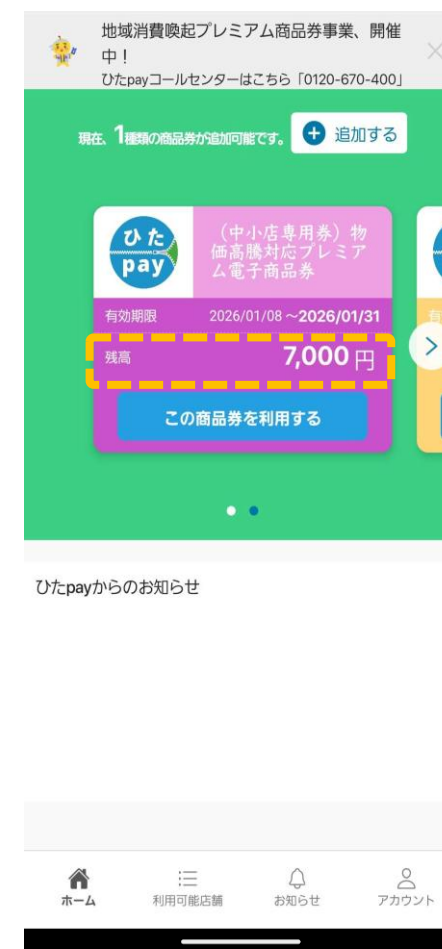 地域消費喚起プレミアム商品券事業、開催
中！
ひたpayコールセンターはこちら「0120-670-400」
現在、1種類の商品券が追加可能です。
追加する
ひた
pay
（中小店専用券）物
価高騰対応プレミア
ム電子商品券
有効期限 2026/01/08～2026/01/31
残高 7,000 円
この商品券を利用する
ひたpayからのお知らせ
ホーム
利用可能店舗
お知らせ
アカウント